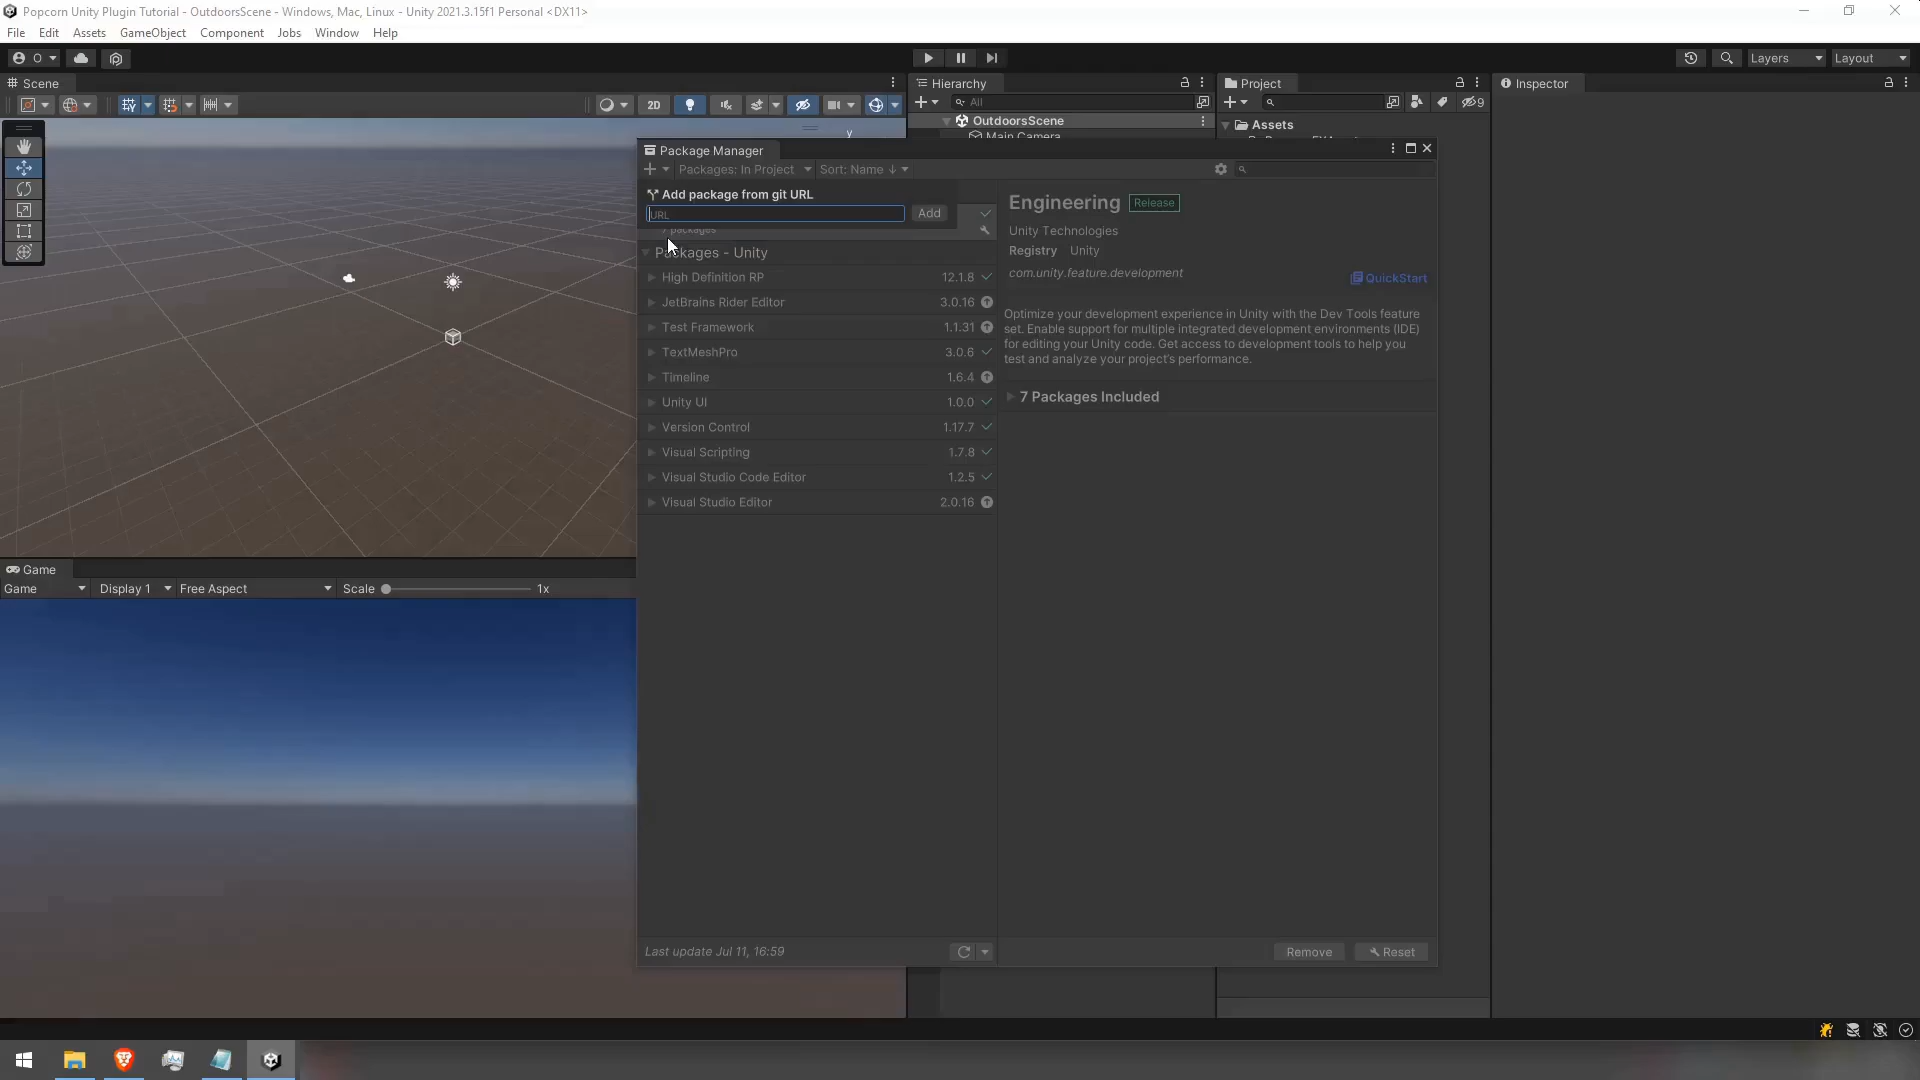 Popcorn Unity Plugin Tutorial - OutdoorsScene - Windows, Mac, Linux - Unity 2021.3.15f1 Personal <DX11>
File Edit Assets GameObject Component Jobs Window Help
O Layers Layout
Scene
2D
y
Hierarchy
All
OutdoorsScene
Main Camera
Project
9
Assets
Inspector
Package Manager
Packages: In Project Sort: Name ↓
Add package from git URL
URL Add
7 packages
Packages - Unity
High Definition RP 12.1.8
JetBrains Rider Editor 3.0.16
Test Framework 1.1.31
TextMeshPro 3.0.6
Timeline 1.6.4
Unity UI 1.0.0
Version Control 1.17.7
Visual Scripting 1.7.8
Visual Studio Code Editor 1.2.5
Visual Studio Editor 2.0.16
Last update Jul 11, 16:59
Engineering Release
Unity Technologies
Registry Unity
com.unity.feature.development
QuickStart
Optimize your development experience in Unity with the Dev Tools feature
set. Enable support for multiple integrated development environments (IDE)
for editing your Unity code. Get access to development tools to help you
test and analyze your project's performance.
7 Packages Included
Remove Reset
Game
Game Display 1 Free Aspect Scale 1x